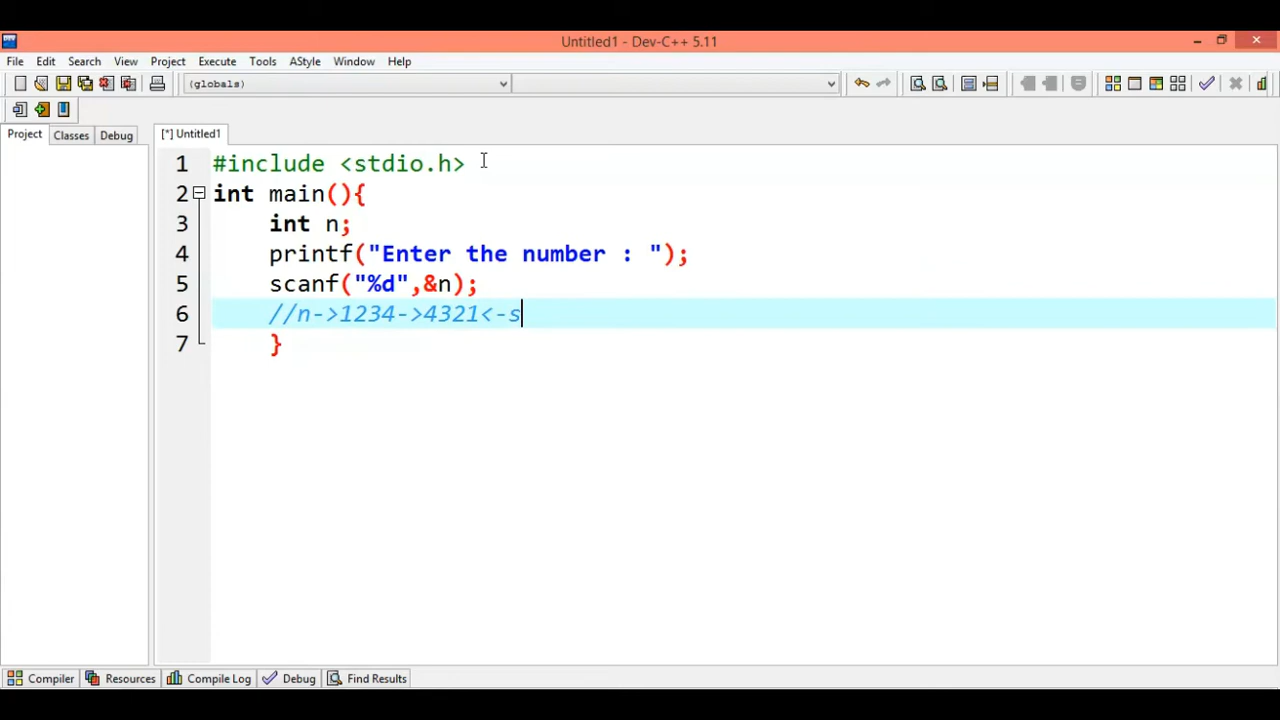 Untitled1 - Dev-C++ 5.11
File Edit Search View Project Execute Tools AStyle Window Help
(globals)
Project Classes Debug [*] Untitled1
1 #include <stdio.h>
2 int main(){
3 int n;
4 printf("Enter the number : ");
5 scanf("%d",&n);
6 //n->1234->4321<-s
7 }
Compiler Resources Compile Log Debug Find Results